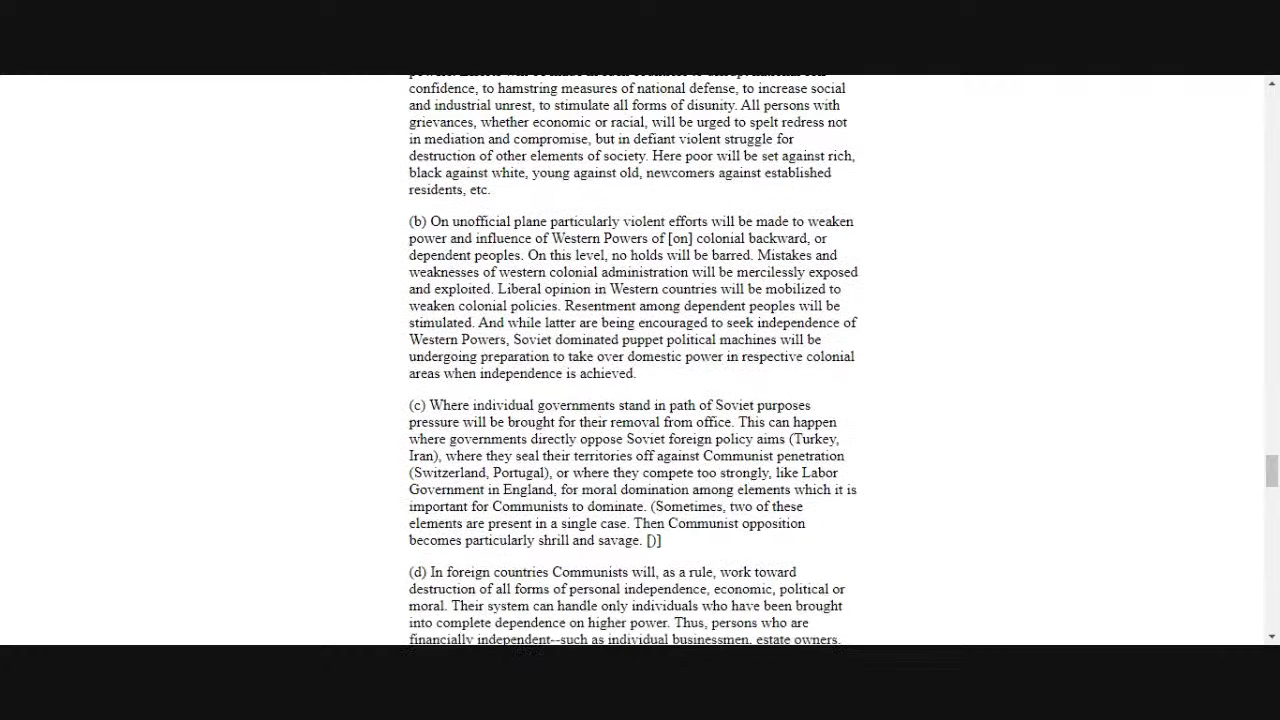 confidence, to hamstring measures of national defense, to increase social
and industrial unrest, to stimulate all forms of disunity. All persons with
grievances, whether economic or racial, will be urged to spelt redress not
in mediation and compromise, but in defiant violent struggle for
destruction of other elements of society. Here poor will be set against rich,
black against white, young against old, newcomers against established
residents, etc.
(b) On unofficial plane particularly violent efforts will be made to weaken
power and influence of Western Powers of [on] colonial backward, or
dependent peoples. On this level, no holds will be barred. Mistakes and
weaknesses of western colonial administration will be mercilessly exposed
and exploited. Liberal opinion in Western countries will be mobilized to
weaken colonial policies. Resentment among dependent peoples will be
stimulated. And while latter are being encouraged to seek independence of
Western Powers, Soviet dominated puppet political machines will be
undergoing preparation to take over domestic power in respective colonial
areas when independence is achieved.
(c) Where individual governments stand in path of Soviet purposes
pressure will be brought for their removal from office. This can happen
where governments directly oppose Soviet foreign policy aims (Turkey,
Iran), where they seal their territories off against Communist penetration
(Switzerland, Portugal), or where they compete too strongly, like Labor
Government in England, for moral domination among elements which it is
important for Communists to dominate. (Sometimes, two of these
elements are present in a single case. Then Communist opposition
becomes particularly shrill and savage. [)]
(d) In foreign countries Communists will, as a rule, work toward
destruction of all forms of personal independence, economic, political or
moral. Their system can handle only individuals who have been brought
into complete dependence on higher power. Thus, persons who are
financially independent--such as individual businessmen, estate owners,